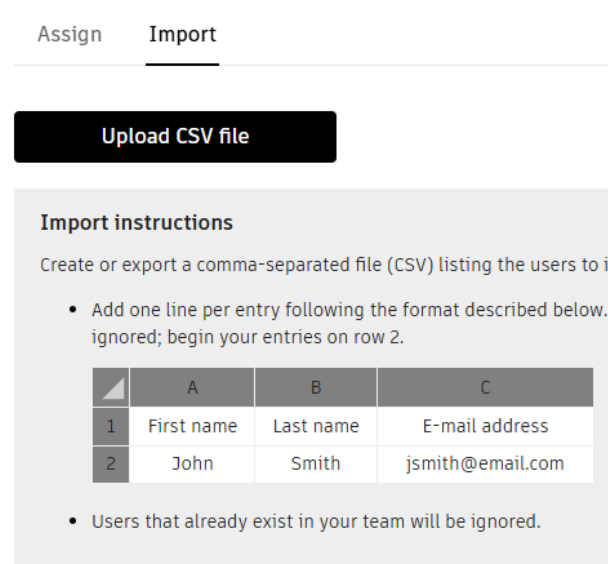 Assign Import
Upload CSV file
Import instructions
Create or export a comma-separated file (CSV) listing the users to
Add one line per entry following the format described below.
ignored; begin your entries on row 2.
A B C
1 First name Last name E-mail address
2 John Smith jsmith@email.com
Users that already exist in your team will be ignored.